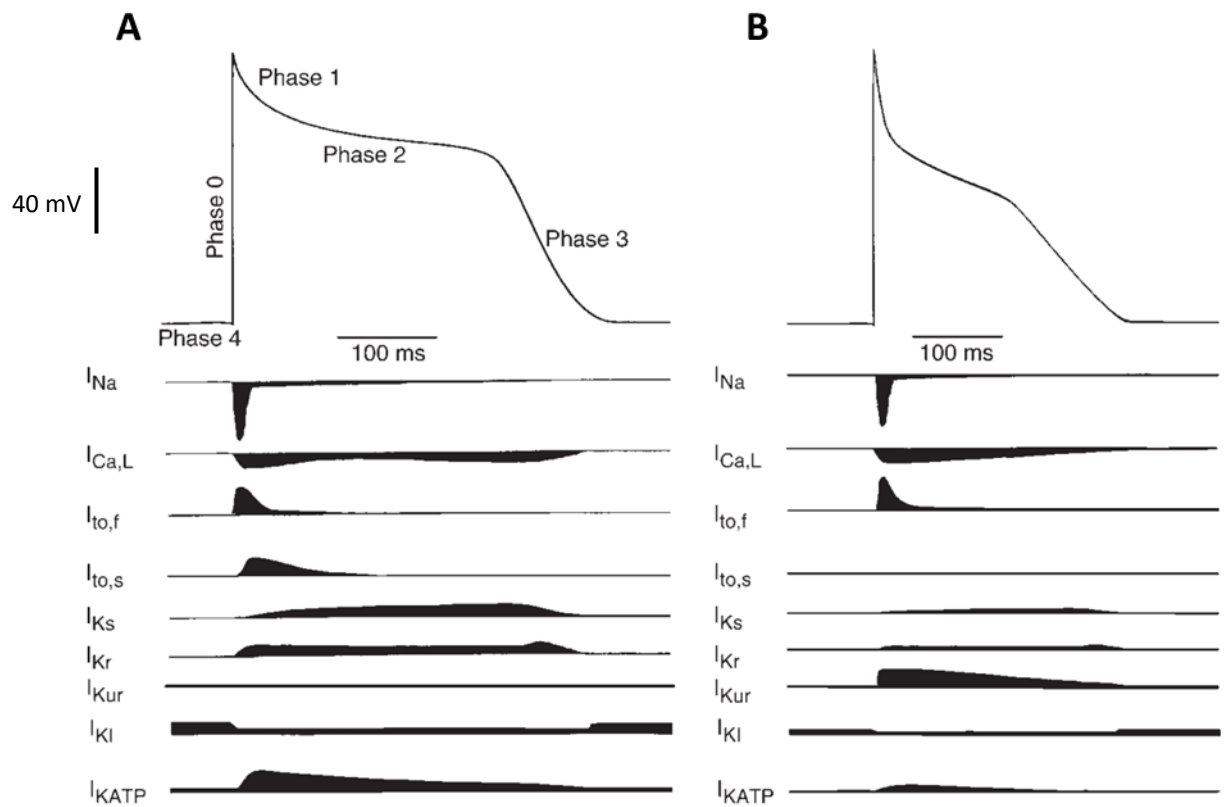 A
Phase 1
Phase 2
40 mV
Phase 0
Phase 3
Phase 4
100 ms
INa
ICa,L
Ito,f
Ito,s
IKs
IKr
IKur
IKI
IKATP
B
100 ms
INa
ICa,L
Ito,f
Ito,s
IKs
IKr
IKur
IKI
IKATP